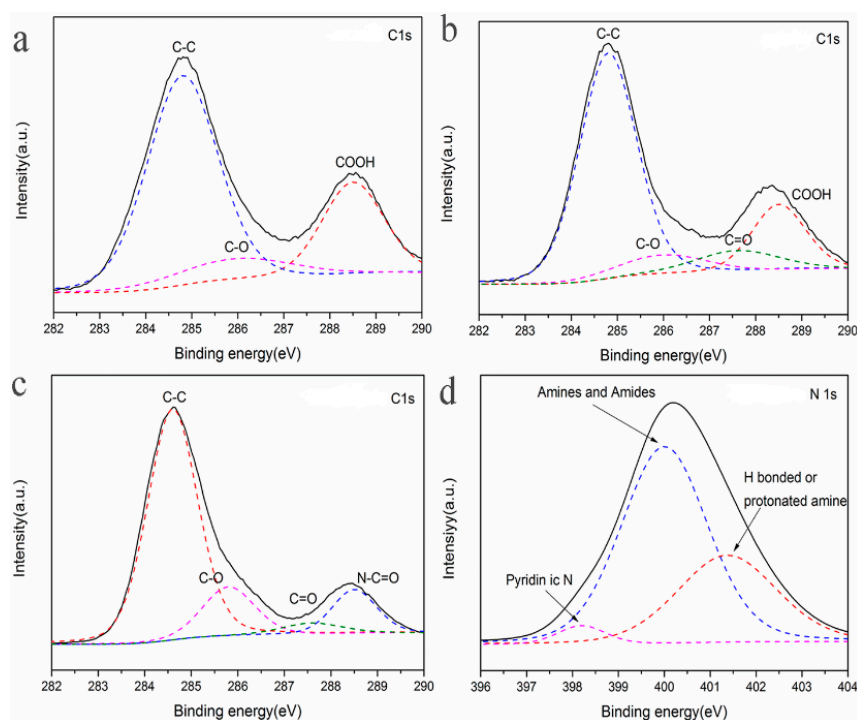 a
C-C
C1s
COOH
C-O
Intensity(a.u.)
282 283 284 285 286 287 288 289 290
Binding energy(eV)
b
C-C
C1s
COOH
C-O
C=O
Intensity(a.u.)
282 283 284 285 286 287 288 289 290
Binding energy(eV)
c
C-C
C1s
C-O
C=O
N-C=O
Intensity(a.u.)
282 283 284 285 286 287 288 289 290
Binding energy(eV)
d
Amines and Amides
N 1s
H bonded or
protonated amine
Pyridin ic N
Intensiyy(a.u.)
396 397 398 399 400 401 402 403 404
Binding energy(eV)